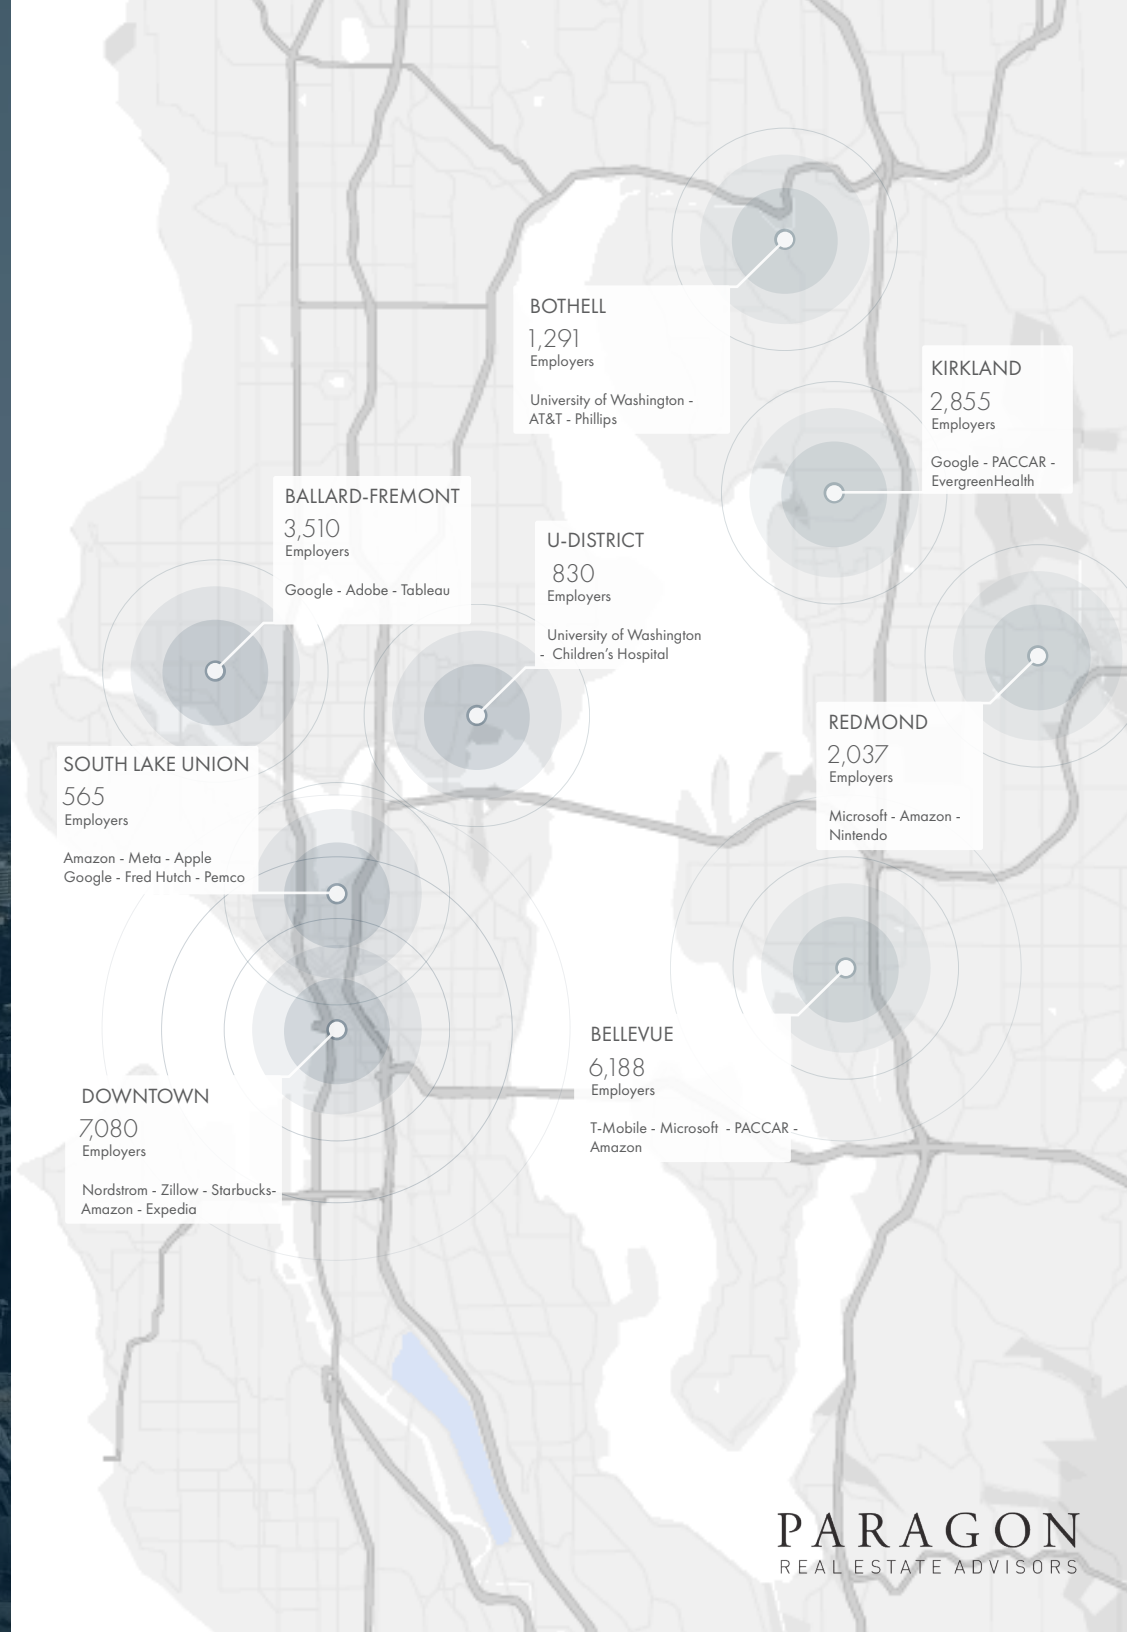 BOTHELL
1,291
Employers
University of Washington -
AT&T - Phillips
KIRKLAND
2,855
Employers
Google - PACCAR -
EvergreenHealth
BALLARD-FREMONT
3,510
Employers
Google - Adobe - Tableau
U-DISTRICT
830
Employers
University of Washington
- Children’s Hospital
REDMOND
2,037
Employers
Microsoft - Amazon -
Nintendo
SOUTH LAKE UNION
565
Employers
Amazon - Meta - Apple
Google - Fred Hutch - Pemco
BELLEVUE
6,188
Employers
T-Mobile - Microsoft - PACCAR -
Amazon
DOWNTOWN
7,080
Employers
Nordstrom - Zillow - Starbucks-
Amazon - Expedia
PARAGON
REAL ESTATE ADVISORS